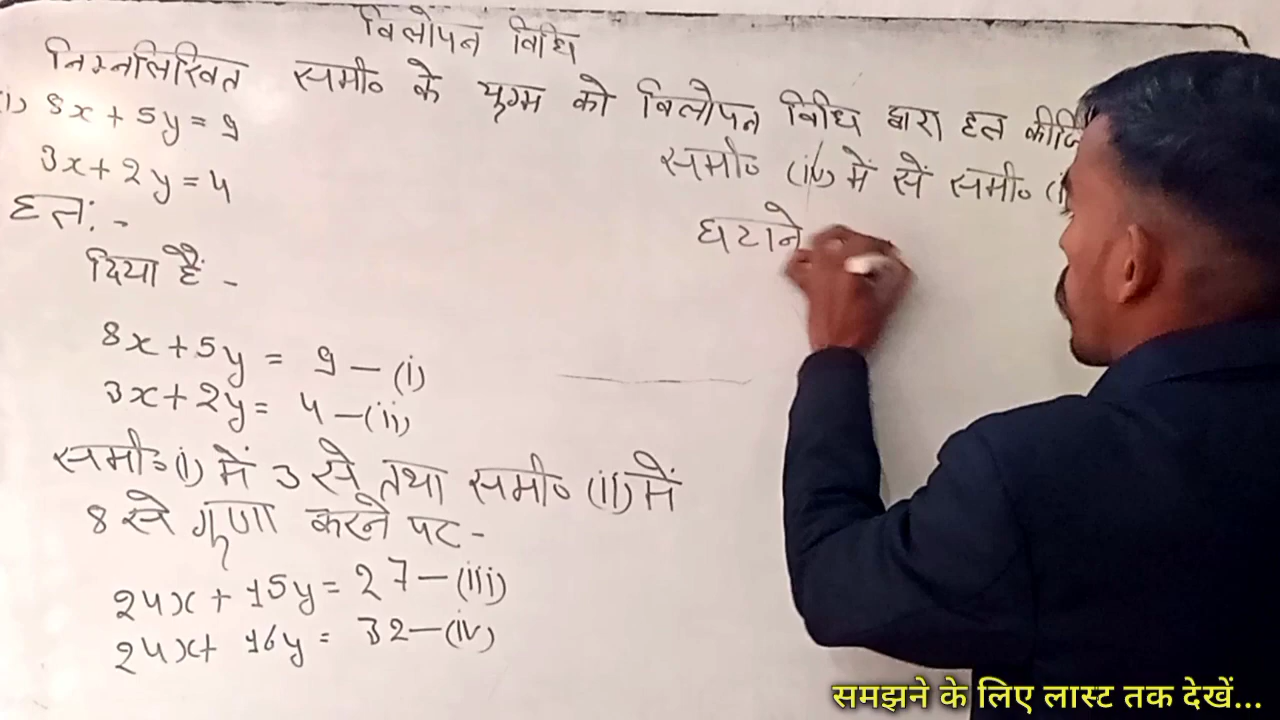 विलोपन विधि
निम्नलिखित समी० के युग्म को विलोपन विधि द्वारा हल
(i) 8x + 5y = 9
3x + 2y = 4
हल:-
दिया है -
8x + 5y = 9 — (i)
3x + 2y = 4 — (ii)
समी० (i) में 3 से तथा समी० (ii) में
8 से गुणा करने पर -
24x + 15y = 27 — (iii)
24x + 16y = 32 — (iv)
समी० (iv) में सें समी०
घटाने
समझने के लिए लास्ट तक देखें...